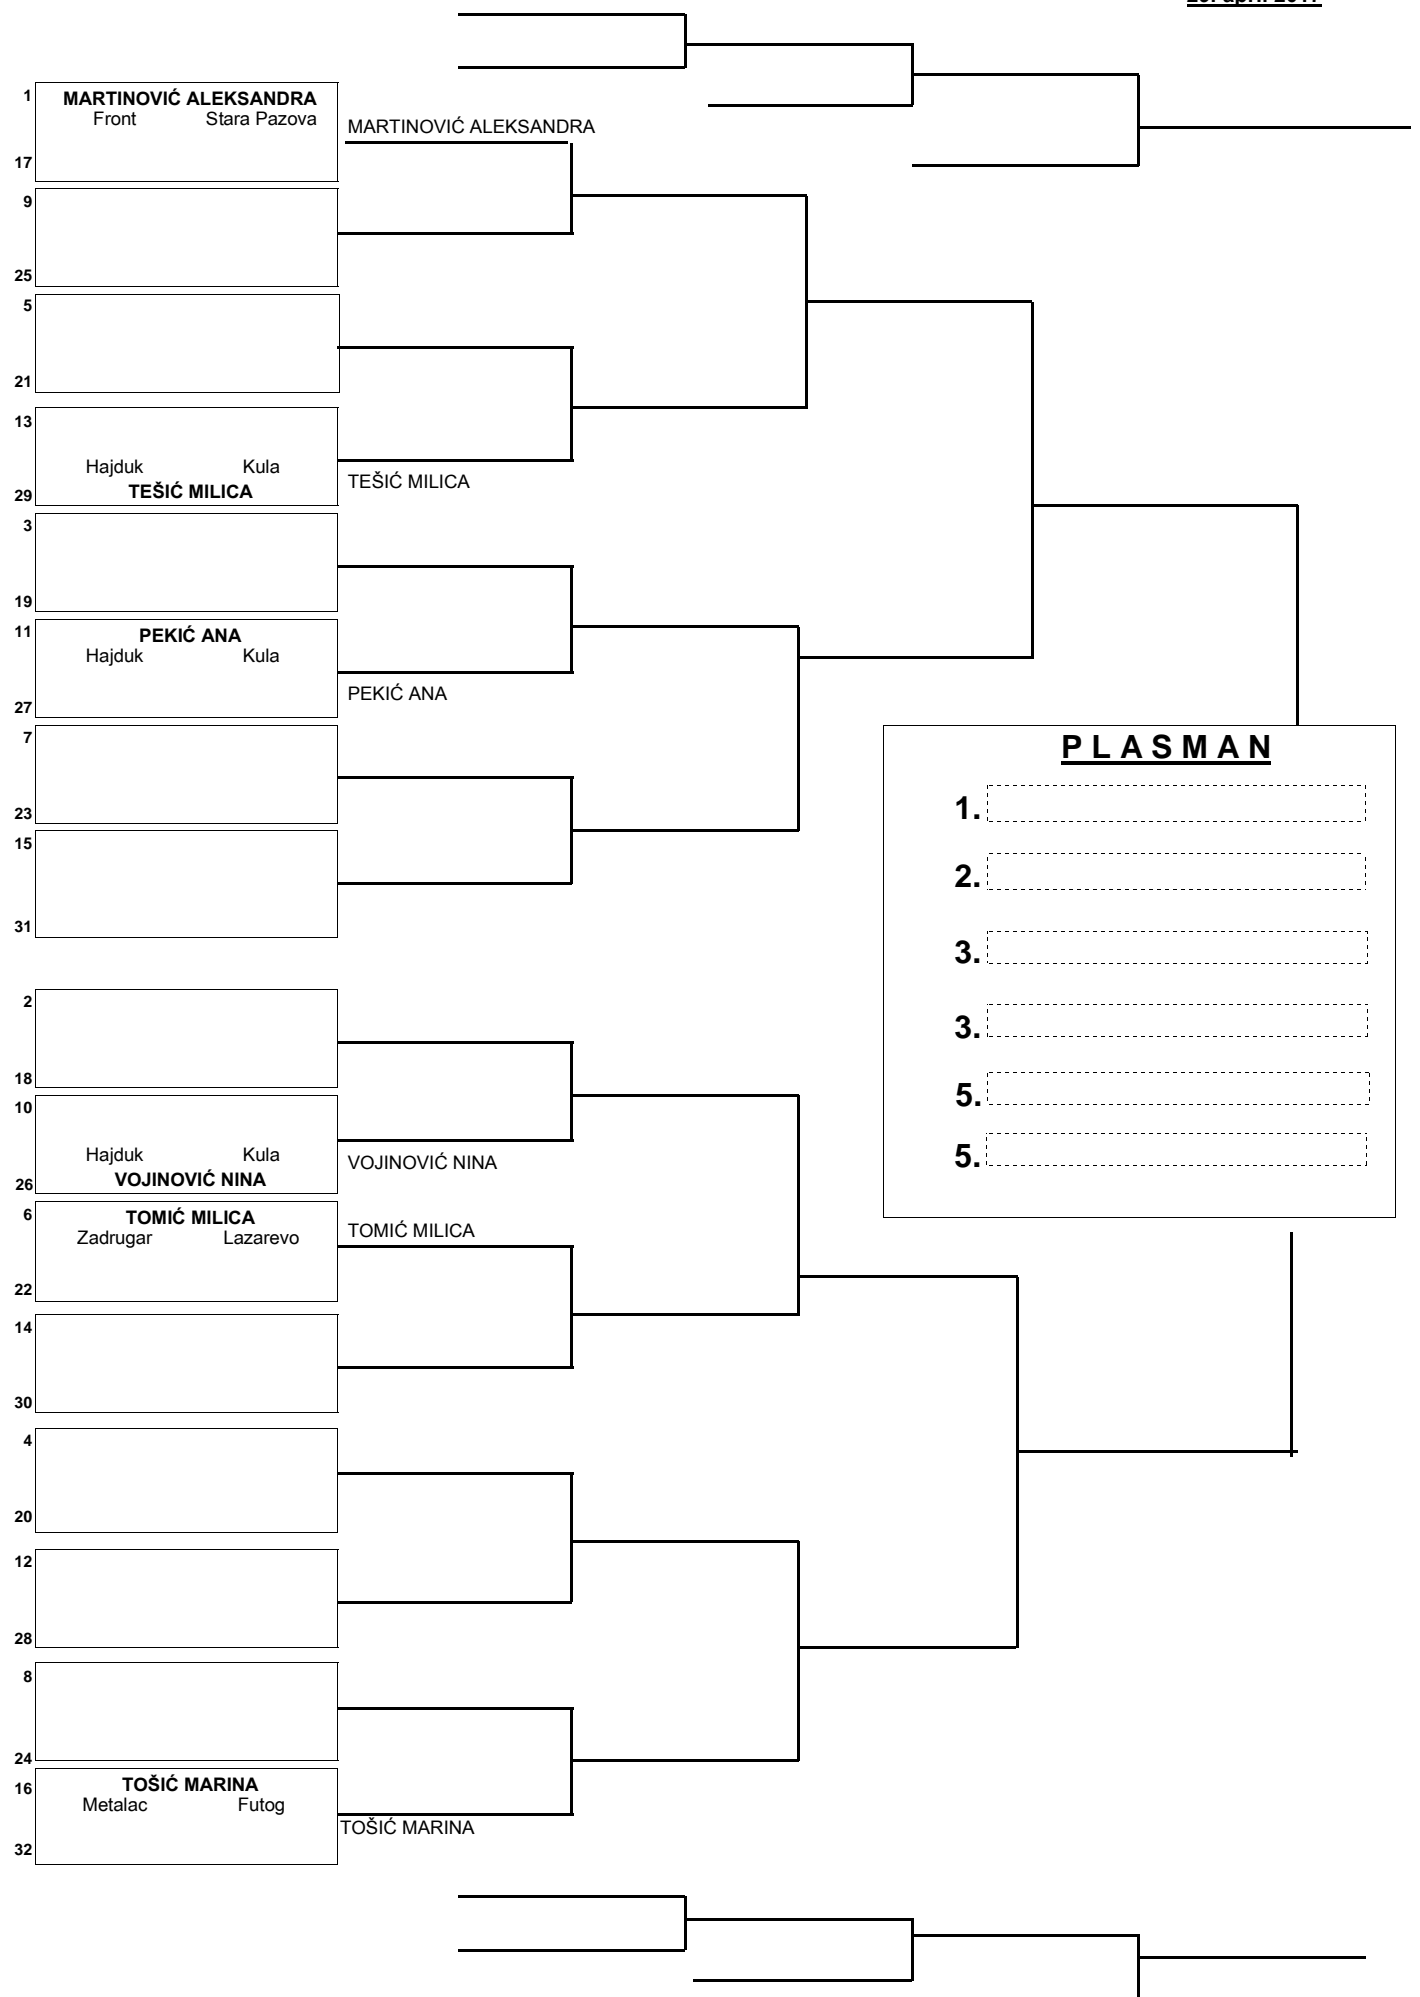 1
MARTINOVIĆ ALEKSANDRA
Front Stara Pazova
MARTINOVIĆ ALEKSANDRA
17
9
25
5
21
13
Hajduk Kula
TEŠIĆ MILICA
29
TEŠIĆ MILICA
3
19
11
PEKIĆ ANA
Hajduk Kula
PEKIĆ ANA
27
7
23
15
31
P L A S M A N
1.
2.
3.
3.
5.
5.
2
18
10
Hajduk Kula
VOJINOVIĆ NINA
26
VOJINOVIĆ NINA
6
TOMIĆ MILICA
Zadrugar Lazarevo
TOMIĆ MILICA
22
14
30
4
20
12
28
8
24
16
TOŠIĆ MARINA
Metalac Futog
TOŠIĆ MARINA
32